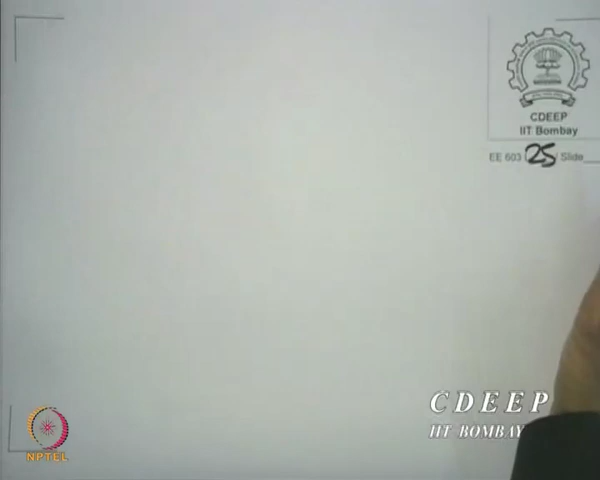 CDEEP
IIT Bombay
EE 603 L 25 / Slide
CDEEP
IIT BOMBAY
NPTEL